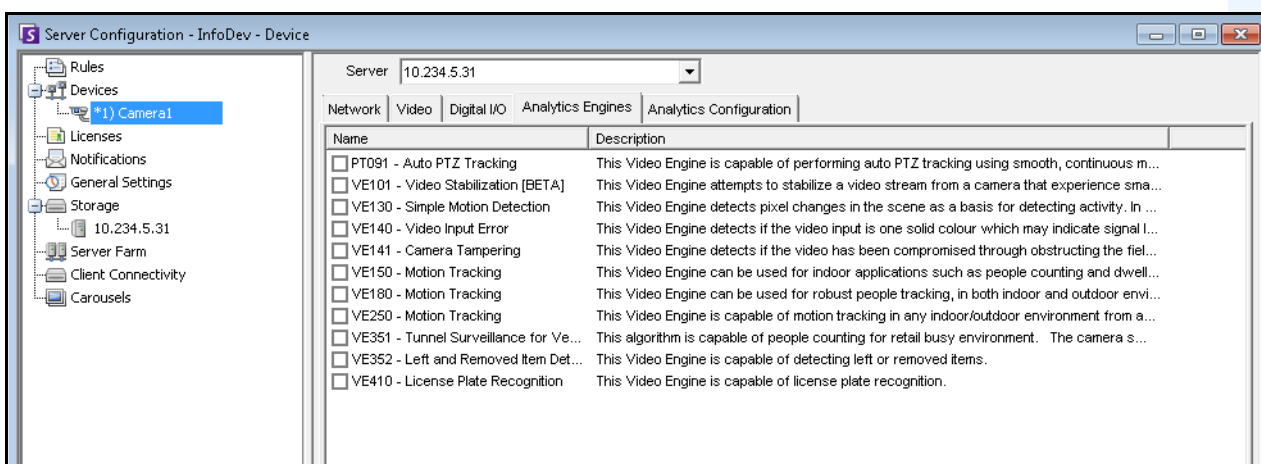 Server Configuration - InfoDev - Device
Rules
Devices
*1) Camera1
Licenses
Notifications
General Settings
Storage
10.234.5.31
Server Farm
Client Connectivity
Carousels
Server 10.234.5.31
Network Video Digital I/O Analytics Engines Analytics Configuration
Name Description
PT091 - Auto PTZ Tracking This Video Engine is capable of performing auto PTZ tracking using smooth, continuous m...
VE101 - Video Stabilization [BETA] This Video Engine attempts to stabilize a video stream from a camera that experience sma...
VE130 - Simple Motion Detection This Video Engine detects pixel changes in the scene as a basis for detecting activity. In ...
VE140 - Video Input Error This Video Engine detects if the video input is one solid colour which may indicate signal l...
VE141 - Camera Tampering This Video Engine detects if the video has been compromised through obstructing the fiel...
VE150 - Motion Tracking This Video Engine can be used for indoor applications such as people counting and dwell...
VE180 - Motion Tracking This Video Engine can be used for robust people tracking, in both indoor and outdoor envi...
VE250 - Motion Tracking This Video Engine is capable of motion tracking in any indoor/outdoor environment from a...
VE351 - Tunnel Surveillance for Ve... This algorithm is capable of people counting for retail busy environment. The camera s...
VE352 - Left and Removed Item Det... This Video Engine is capable of detecting left or removed items.
VE410 - License Plate Recognition This Video Engine is capable of license plate recognition.